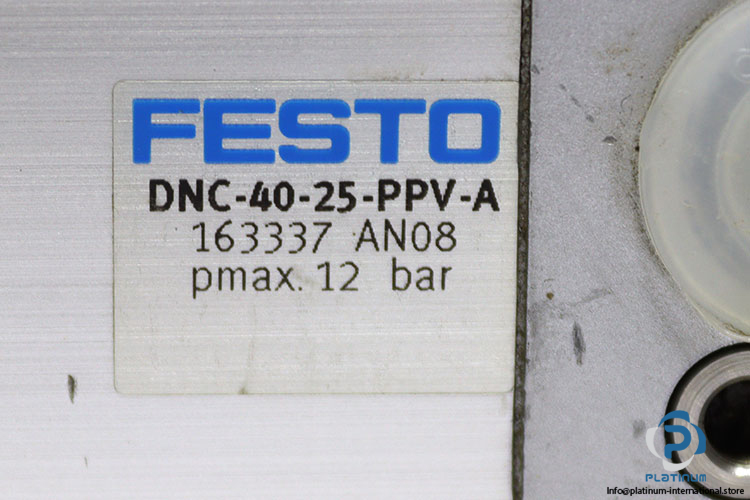 FESTO
DNC-40-25-PPV-A
163337 AN08
pmax. 12 bar
PLATINUM
Info@platinum-international.store